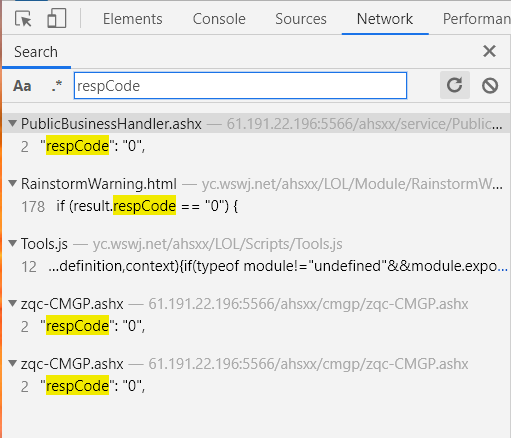 Elements Console Sources Network Performan
Search
Aa .* respCode
PublicBusinessHandler.ashx — 61.191.22.196:5566/ahsxx/service/Public...
2 "respCode": "0",
RainstormWarning.html — yc.wswj.net/ahsxx/LOL/Module/RainstormW...
178 if (result.respCode == "0") {
Tools.js — yc.wswj.net/ahsxx/LOL/Scripts/Tools.js
12 ...definition,context){if(typeof module!="undefined"&&module.expo...
zqc-CMGP.ashx — 61.191.22.196:5566/ahsxx/cmgp/zqc-CMGP.ashx
2 "respCode": "0",
zqc-CMGP.ashx — 61.191.22.196:5566/ahsxx/cmgp/zqc-CMGP.ashx
2 "respCode": "0",